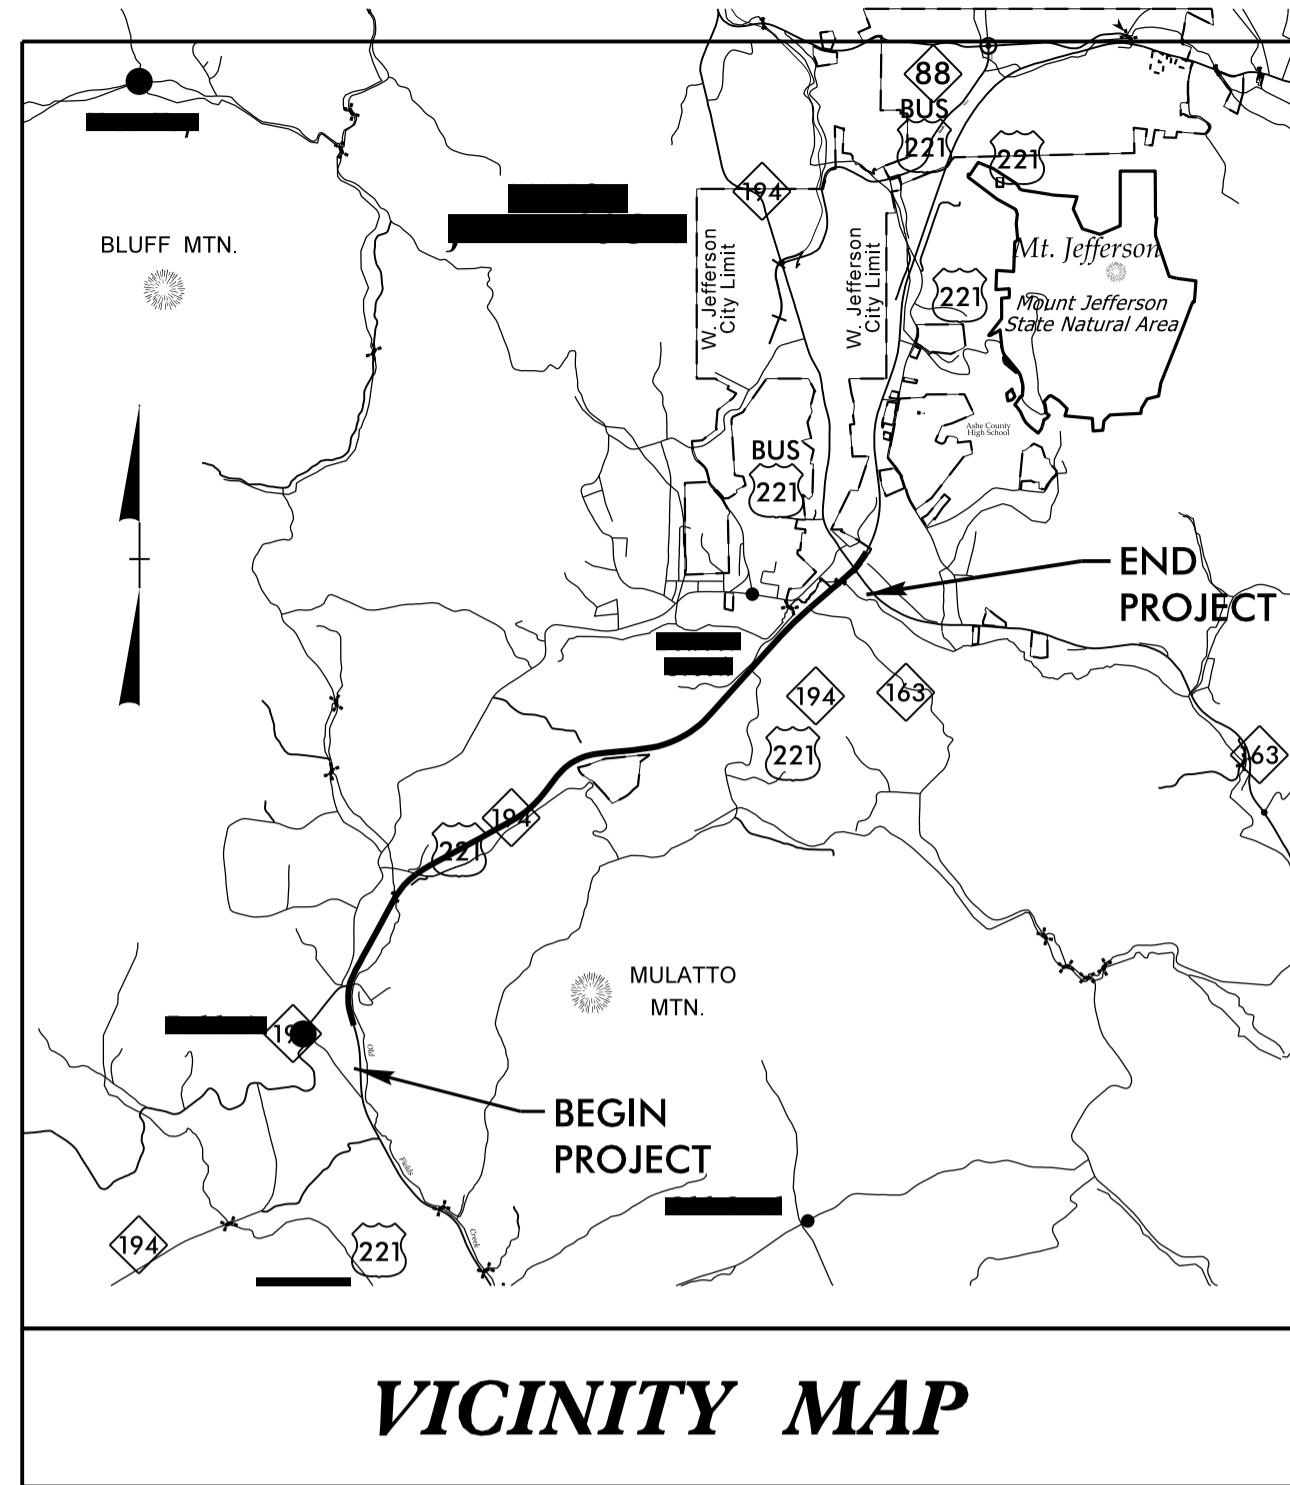 88
BUS
221
221
194
BLUFF MTN.
W. Jefferson
City Limit
W. Jefferson
City Limit
Mt. Jefferson
221
Mount Jefferson
State Natural Area
Ashe County
High School
BUS
221
END
PROJECT
194
163
221
63
194
221
MULATTO
MTN.
Old
BEGIN
PROJECT
Fields
Creek
194
221
VICINITY MAP